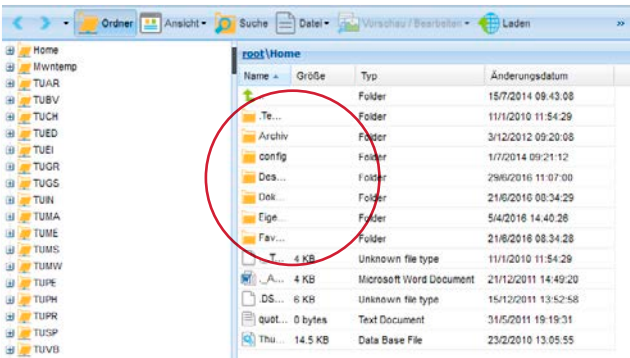 Ordner Ansicht Suche Datei Vorschau / Bearbeiten Laden »
Home
Mwntemp
TUAR
TUBV
TUCH
TUED
TUEI
TUGR
TUGS
TUIN
TUMA
TUME
TUMS
TUMW
TUPE
TUPH
TUPR
TUSP
TUVB
root\Home
Name Größe Typ Änderungsdatum
Folder 15/7/2014 09:43:08
.Te... Folder 11/1/2010 11:54:29
Archiv Folder 3/12/2012 09:20:08
config Folder 1/7/2014 09:21:12
Des... Folder 29/6/2016 11:07:00
Dok... Folder 21/6/2016 08:34:29
Eige... Folder 5/4/2016 14:40:26
Fav... Folder 21/6/2016 08:34:28
._T... 4 KB Unknown file type 11/1/2010 11:54:29
._A... 4 KB Microsoft Word Document 21/12/2011 14:49:20
.DS... 6 KB Unknown file type 15/12/2011 13:52:58
quot... 0 bytes Text Document 31/5/2011 19:19:31
Thu... 14.5 KB Data Base File 23/2/2010 13:05:55